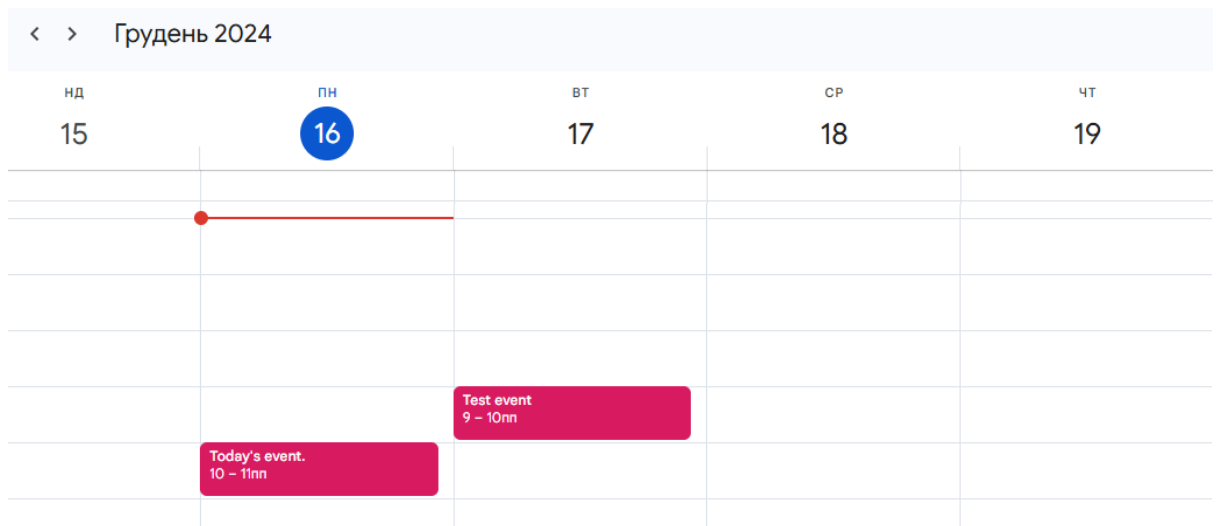 Грудень 2024
НД ПН ВТ СР ЧТ
15 16 17 18 19
Test event
9 – 10пп
Today's event.
10 – 11пп